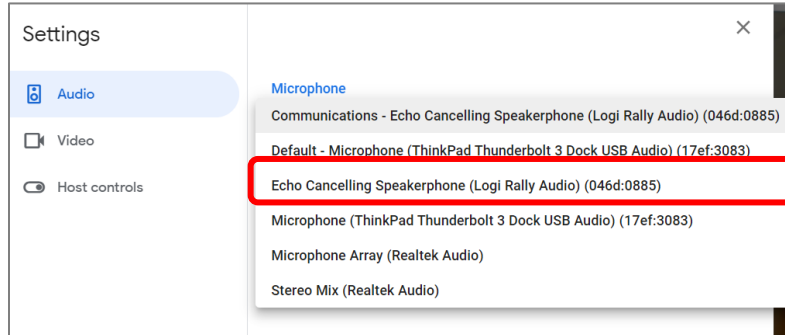 Settings
Audio
Video
Host controls
Microphone
Communications - Echo Cancelling Speakerphone (Logi Rally Audio) (046d:0885)
Default - Microphone (ThinkPad Thunderbolt 3 Dock USB Audio) (17ef:3083)
Echo Cancelling Speakerphone (Logi Rally Audio) (046d:0885)
Microphone (ThinkPad Thunderbolt 3 Dock USB Audio) (17ef:3083)
Microphone Array (Realtek Audio)
Stereo Mix (Realtek Audio)